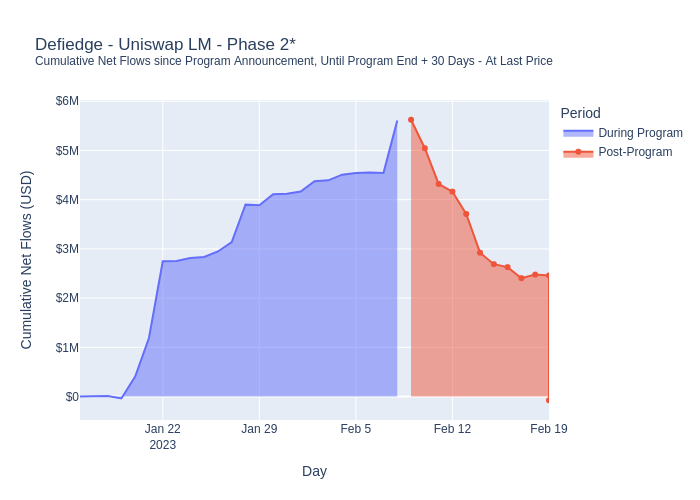 Defiedge - Uniswap LM - Phase 2*
Cumulative Net Flows since Program Announcement, Until Program End + 30 Days - At Last Price
Period
During Program
Post-Program
Cumulative Net Flows (USD)
$6M
$5M
$4M
$3M
$2M
$1M
$0
Jan 22
2023
Jan 29
Feb 5
Feb 12
Feb 19
Day